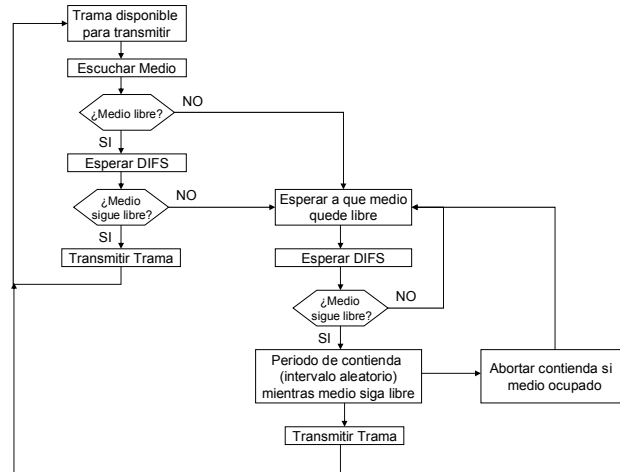 Trama disponible
para transmitir
Escuchar Medio
¿Medio libre?
NO
SI
Esperar DIFS
¿Medio
sigue libre?
NO
SI
Transmitir Trama
Esperar a que medio
quede libre
Esperar DIFS
¿Medio
sigue libre?
NO
SI
Periodo de contienda
(intervalo aleatorio)
mientras medio siga libre
Abortar contienda si
medio ocupado
Transmitir Trama